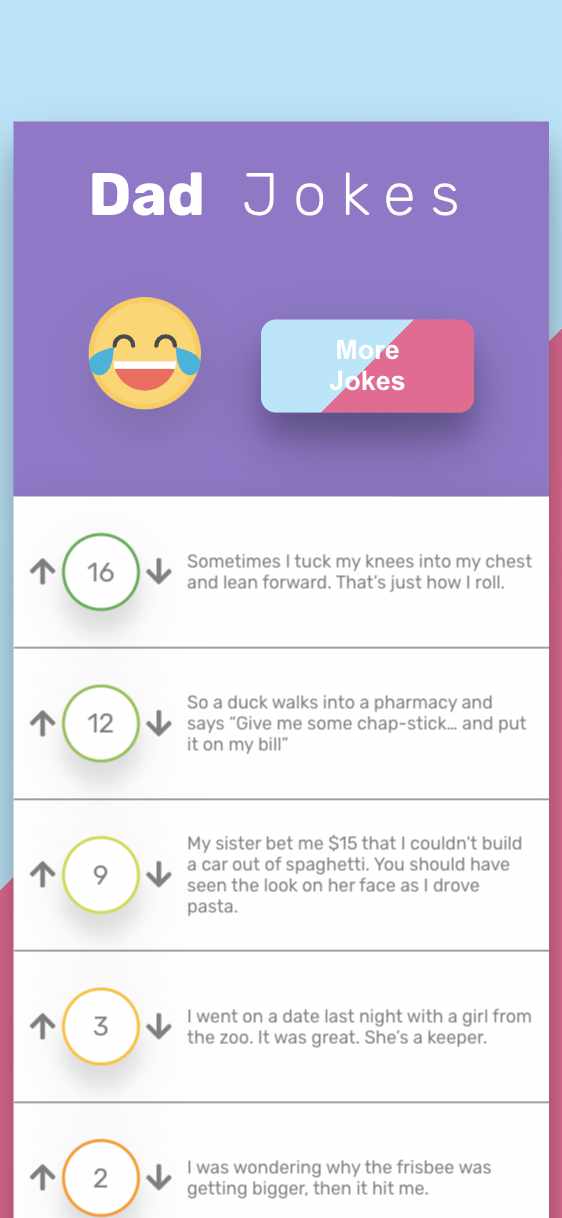 Dad Jokes
More
Jokes
16
Sometimes I tuck my knees into my chest
and lean forward. That's just how I roll.
12
So a duck walks into a pharmacy and
says “Give me some chap-stick… and put
it on my bill”
9
My sister bet me $15 that I couldn't build
a car out of spaghetti. You should have
seen the look on her face as I drove
pasta.
3
I went on a date last night with a girl from
the zoo. It was great. She’s a keeper.
2
I was wondering why the frisbee was
getting bigger, then it hit me.